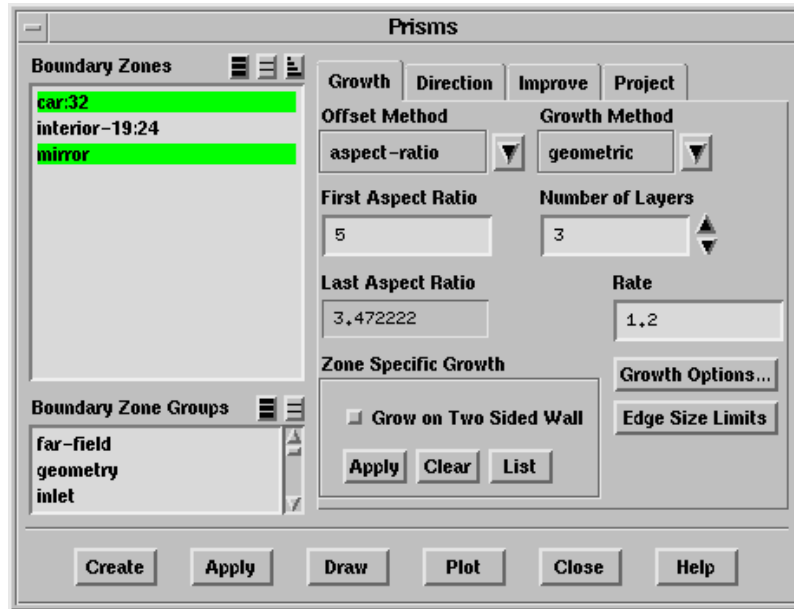 Prisms
Boundary Zones
car:32
interior-19:24
mirror
Boundary Zone Groups
far-field
geometry
inlet
Growth Direction Improve Project
Offset Method Growth Method
aspect-ratio geometric
First Aspect Ratio Number of Layers
5 3
Last Aspect Ratio Rate
3.472222 1.2
Zone Specific Growth
Grow on Two Sided Wall
Apply Clear List
Growth Options...
Edge Size Limits
Create Apply Draw Plot Close Help